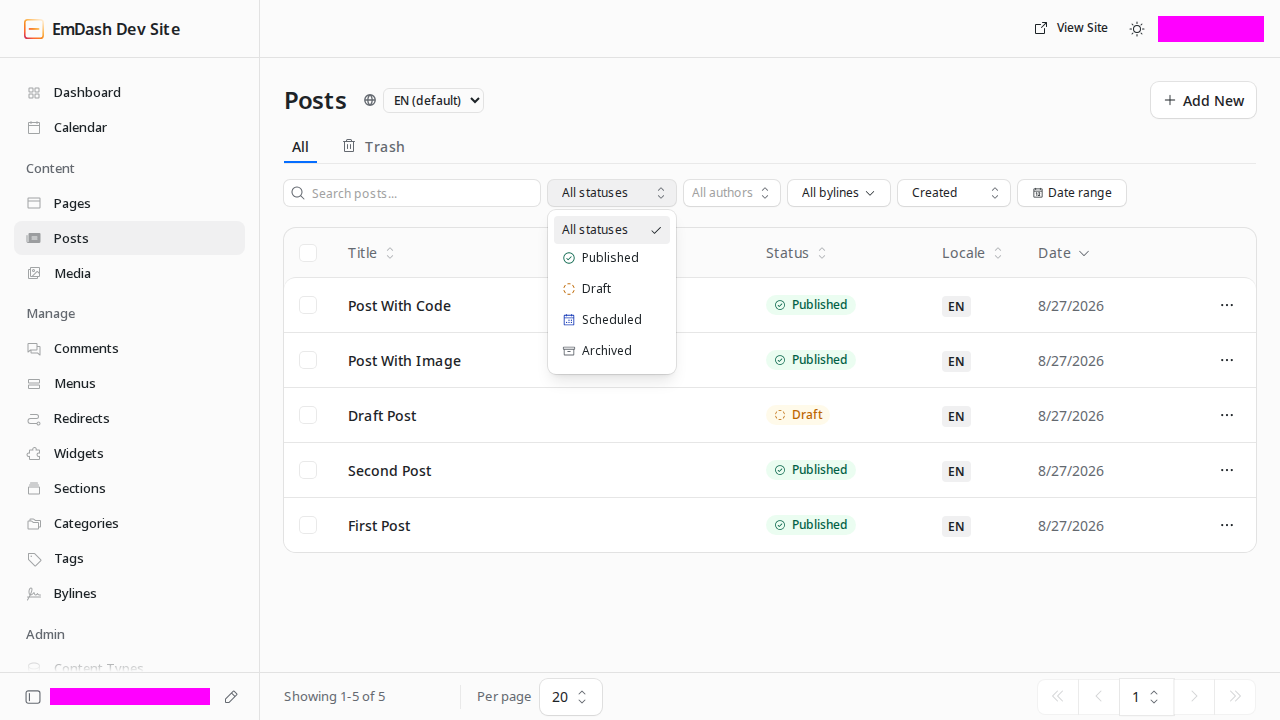 EmDash Dev Site
View Site
Dashboard
Calendar
Content
Pages
Posts
Media
Manage
Comments
Menus
Redirects
Widgets
Sections
Categories
Tags
Bylines
Admin
Content Types
Posts
EN (default)
Add New
All
Trash
Search posts...
All statuses
All authors
All bylines
Created
Date range
All statuses
Published
Draft
Scheduled
Archived
Title Status Locale Date
Post With Code Published EN 8/27/2026
Post With Image Published EN 8/27/2026
Draft Post Draft EN 8/27/2026
Second Post Published EN 8/27/2026
First Post Published EN 8/27/2026
Showing 1-5 of 5
Per page 20
1